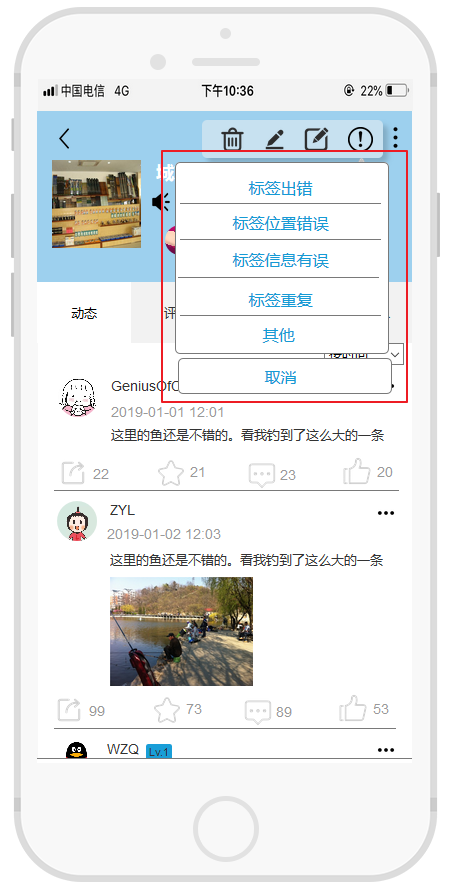 中国电信 4G 下午10:36 22%
城
标签出错
标签位置错误
标签信息有误
标签重复
其他
取消
动态 评
按时间
GeniusOfC
2019-01-01 12:01
这里的鱼还是不错的。看我钓到了这么大的一条
22 21 23 20
ZYL
2019-01-02 12:03
这里的鱼还是不错的。看我钓到了这么大的一条
99 73 89 53
WZQ Lv.1